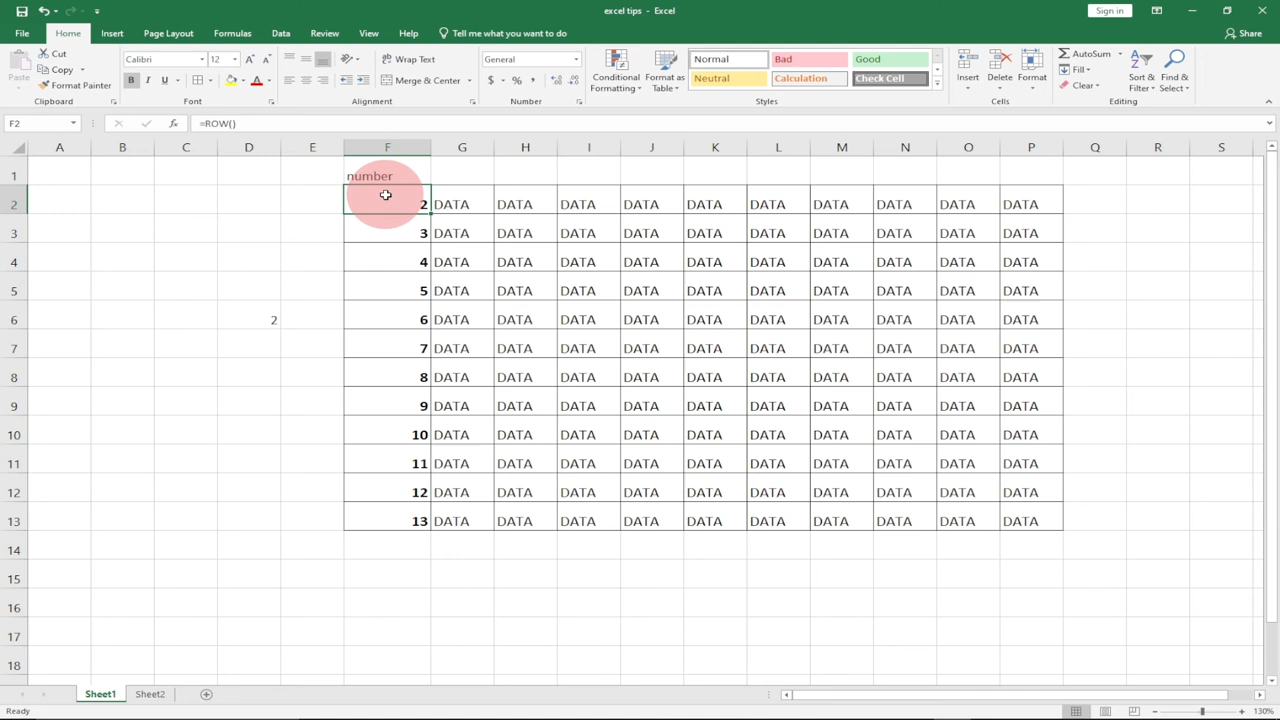 excel tips - Excel
Sign in
File Home Insert Page Layout Formulas Data Review View Help Tell me what you want to do Share
Paste
Cut
Copy
Format Painter
Clipboard
Calibri 12
B I U
Font
Wrap Text
Merge & Center
Alignment
General
$ % ,
Number
Conditional Formatting
Format as Table
Normal Bad Good
Neutral Calculation Check Cell
Styles
Insert Delete Format
Cells
AutoSum
Fill
Clear
Sort & Filter
Find & Select
Editing
F2 fx =ROW()
A B C D E F G H I J K L M N O P Q R S
1 number
2 2 DATA DATA DATA DATA DATA DATA DATA DATA DATA DATA
3 3 DATA DATA DATA DATA DATA DATA DATA DATA DATA DATA
4 4 DATA DATA DATA DATA DATA DATA DATA DATA DATA DATA
5 5 DATA DATA DATA DATA DATA DATA DATA DATA DATA DATA
6 2 6 DATA DATA DATA DATA DATA DATA DATA DATA DATA DATA
7 7 DATA DATA DATA DATA DATA DATA DATA DATA DATA DATA
8 8 DATA DATA DATA DATA DATA DATA DATA DATA DATA DATA
9 9 DATA DATA DATA DATA DATA DATA DATA DATA DATA DATA
10 10 DATA DATA DATA DATA DATA DATA DATA DATA DATA DATA
11 11 DATA DATA DATA DATA DATA DATA DATA DATA DATA DATA
12 12 DATA DATA DATA DATA DATA DATA DATA DATA DATA DATA
13 13 DATA DATA DATA DATA DATA DATA DATA DATA DATA DATA
14
15
16
17
18
Sheet1 Sheet2
Ready 130%